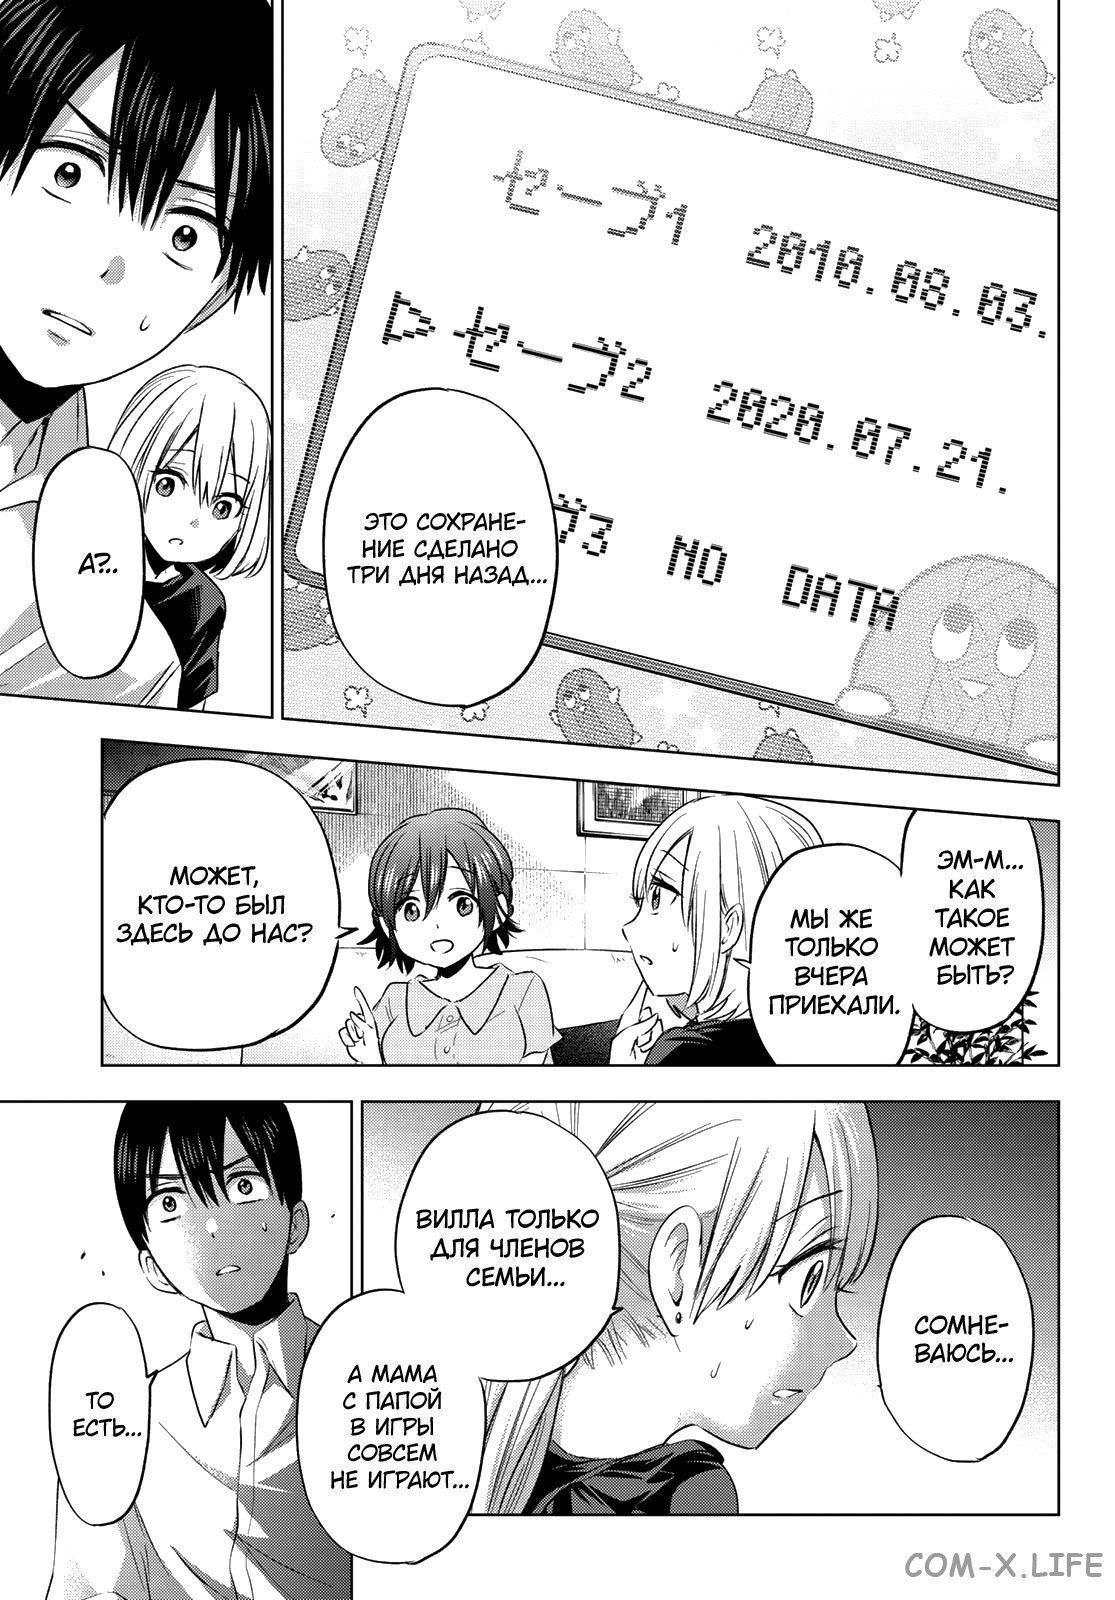 セーブ1 2010.08.03.
▷セーブ2 2020.07.21.
ブ3 NO DATA
ЭТО СОХРАНЕ-
НИЕ СДЕЛАНО
ТРИ ДНЯ НАЗАД...
А?..
ЭМ-М...
КАК
ТАКОЕ
МОЖЕТ
БЫТЬ?
МЫ ЖЕ
ТОЛЬКО
ВЧЕРА
ПРИЕХАЛИ.
МОЖЕТ,
КТО-ТО БЫЛ
ЗДЕСЬ ДО НАС?
СОМНЕ-
ВАЮСЬ...
ВИЛЛА ТОЛЬКО
ДЛЯ ЧЛЕНОВ
СЕМЬИ...
А МАМА
С ПАПОЙ
В ИГРЫ
СОВСЕМ
НЕ ИГРАЮТ...
ТО
ЕСТЬ...
COM-X.LIFE